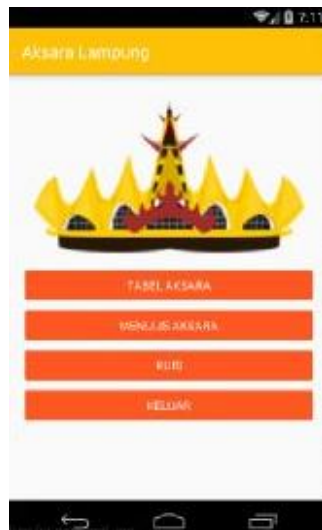 7:11
Aksara Lampung
TABEL AKSARA
MENULIS AKSARA
KUIS
KELUAR